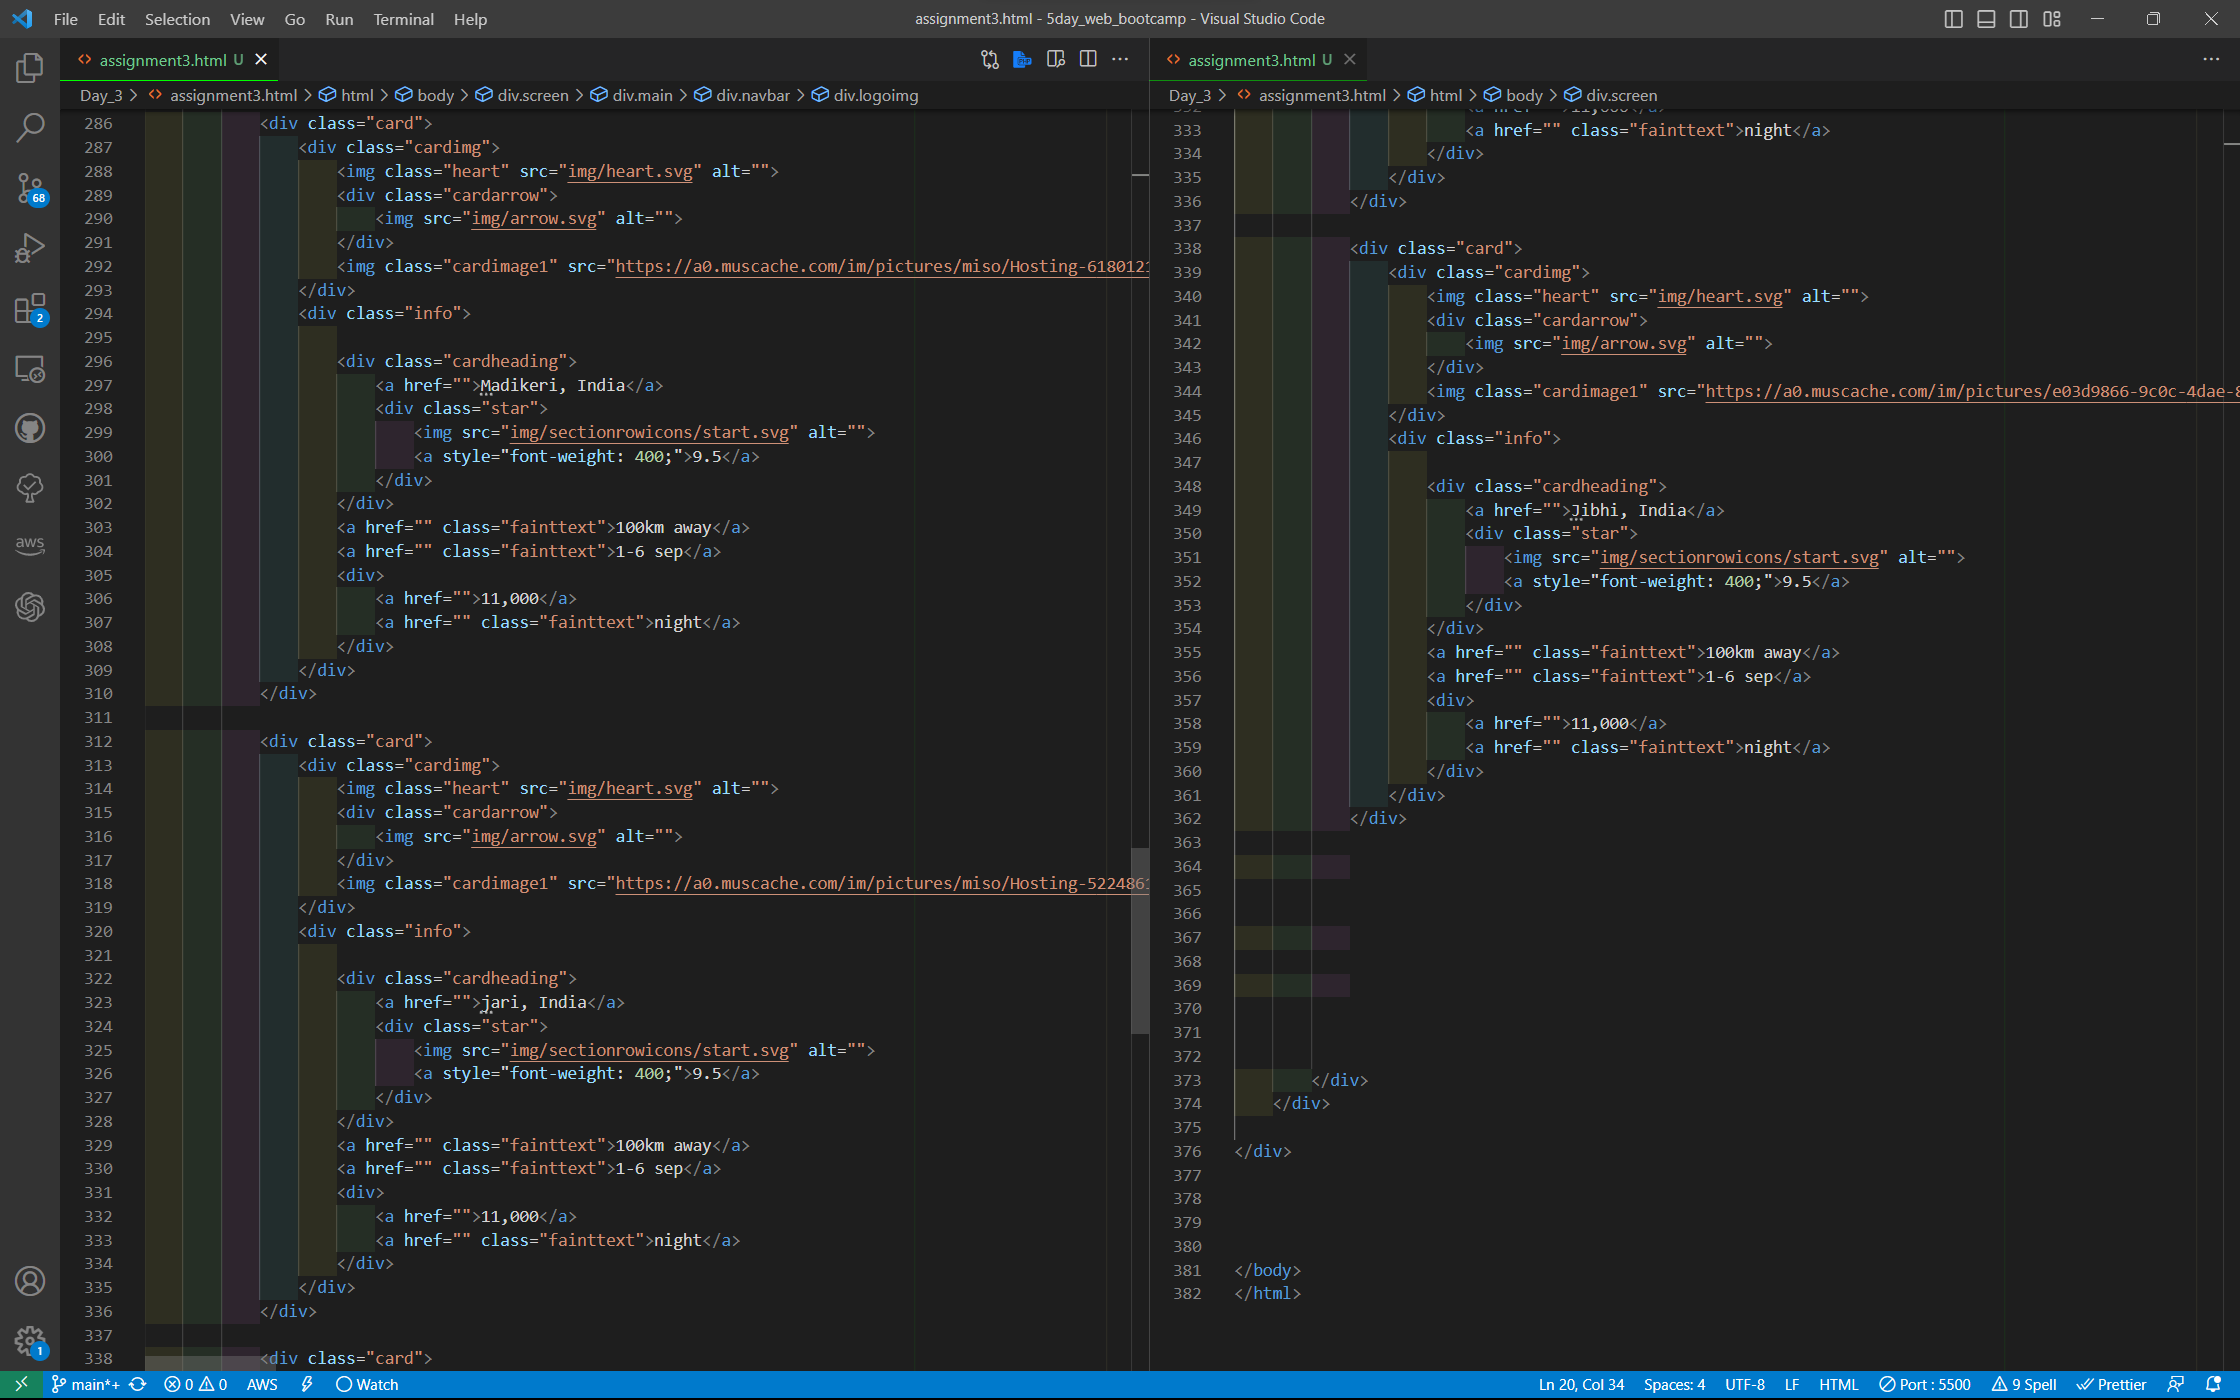 File Edit Selection View Go Run Terminal Help
assignment3.html - 5day_web_bootcamp - Visual Studio Code
assignment3.html U
Day_3 > assignment3.html > html > body > div.screen > div.main > div.navbar > div.logoimg
286 <div class="card">
287 <div class="cardimg">
288 <img class="heart" src="img/heart.svg" alt="">
289 <div class="cardarrow">
290 <img src="img/arrow.svg" alt="">
291 </div>
292 <img class="cardimage1" src="https://a0.muscache.com/im/pictures/miso/Hosting-6180121
293 </div>
294 <div class="info">
295
296 <div class="cardheading">
297 <a href="">Madikeri, India</a>
298 <div class="star">
299 <img src="img/sectionrowicons/start.svg" alt="">
300 <a style="font-weight: 400;">9.5</a>
301 </div>
302 </div>
303 <a href="" class="fainttext">100km away</a>
304 <a href="" class="fainttext">1-6 sep</a>
305 <div>
306 <a href="">11,000</a>
307 <a href="" class="fainttext">night</a>
308 </div>
309 </div>
310 </div>
311
312 <div class="card">
313 <div class="cardimg">
314 <img class="heart" src="img/heart.svg" alt="">
315 <div class="cardarrow">
316 <img src="img/arrow.svg" alt="">
317 </div>
318 <img class="cardimage1" src="https://a0.muscache.com/im/pictures/miso/Hosting-5224861
319 </div>
320 <div class="info">
321
322 <div class="cardheading">
323 <a href="">jari, India</a>
324 <div class="star">
325 <img src="img/sectionrowicons/start.svg" alt="">
326 <a style="font-weight: 400;">9.5</a>
327 </div>
328 </div>
329 <a href="" class="fainttext">100km away</a>
330 <a href="" class="fainttext">1-6 sep</a>
331 <div>
332 <a href="">11,000</a>
333 <a href="" class="fainttext">night</a>
334 </div>
335 </div>
336 </div>
337
338 <div class="card">
assignment3.html U
Day_3 > assignment3.html > html > body > div.screen
333 <a href="" class="fainttext">night</a>
334 </div>
335 </div>
336 </div>
337
338 <div class="card">
339 <div class="cardimg">
340 <img class="heart" src="img/heart.svg" alt="">
341 <div class="cardarrow">
342 <img src="img/arrow.svg" alt="">
343 </div>
344 <img class="cardimage1" src="https://a0.muscache.com/im/pictures/e03d9866-9c0c-4dae-8
345 </div>
346 <div class="info">
347
348 <div class="cardheading">
349 <a href="">Jibhi, India</a>
350 <div class="star">
351 <img src="img/sectionrowicons/start.svg" alt="">
352 <a style="font-weight: 400;">9.5</a>
353 </div>
354 </div>
355 <a href="" class="fainttext">100km away</a>
356 <a href="" class="fainttext">1-6 sep</a>
357 <div>
358 <a href="">11,000</a>
359 <a href="" class="fainttext">night</a>
360 </div>
361 </div>
362 </div>
363
364
365
366
367
368
369
370
371
372
373 </div>
374 </div>
375
376 </div>
377
378
379
380
381 </body>
382 </html>
68
2
aws
1
main*+ 0 0 AWS Watch
Ln 20, Col 34 Spaces: 4 UTF-8 LF HTML Port : 5500 9 Spell Prettier